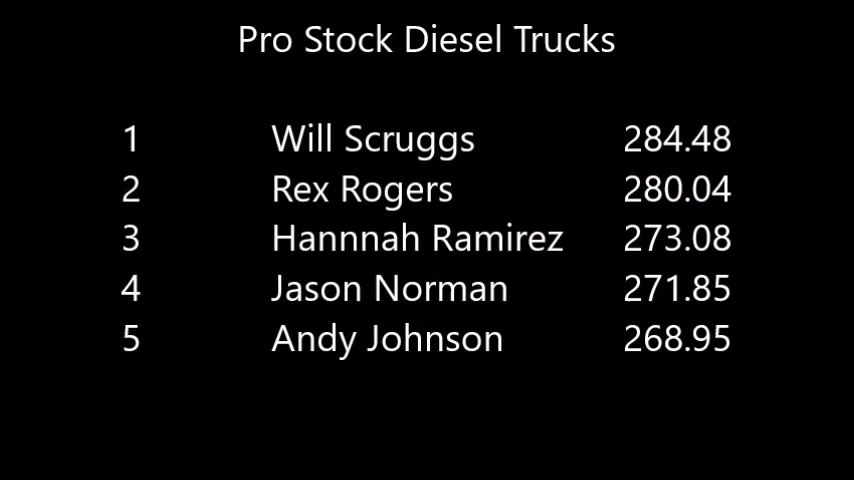 Pro Stock Diesel Trucks
1 Will Scruggs 284.48
2 Rex Rogers 280.04
3 Hannnah Ramirez 273.08
4 Jason Norman 271.85
5 Andy Johnson 268.95